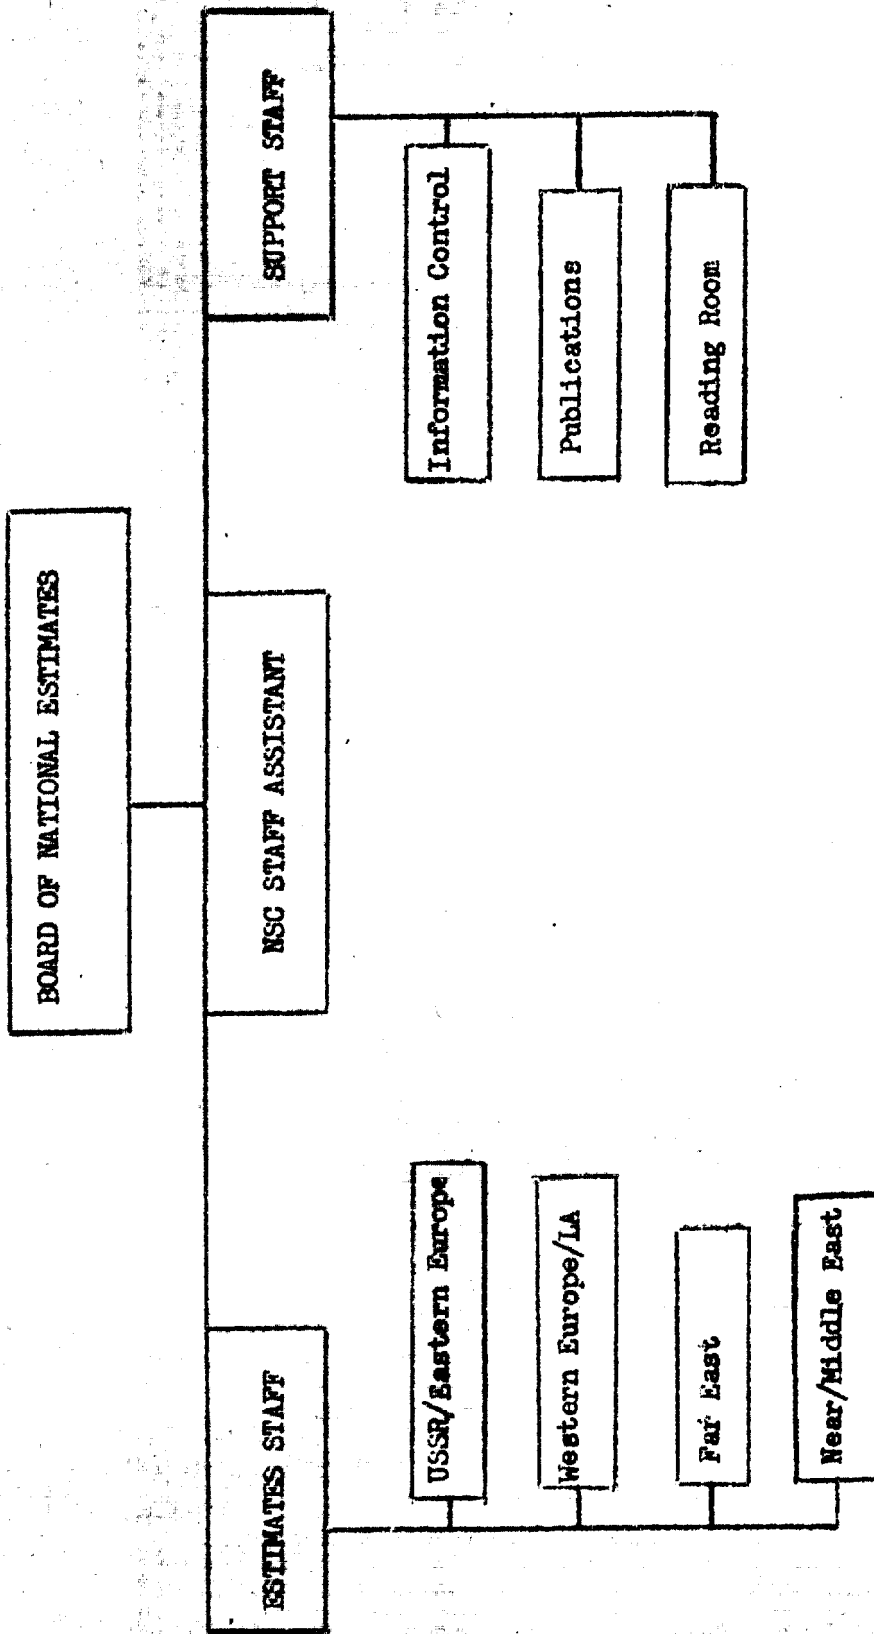 BOARD OF NATIONAL ESTIMATES
ESTIMATES STAFF
NSC STAFF ASSISTANT
SUPPORT STAFF
USSR/Eastern Europe
Western Europe/LA
Far East
Near/Middle East
Information Control
Publications
Reading Room